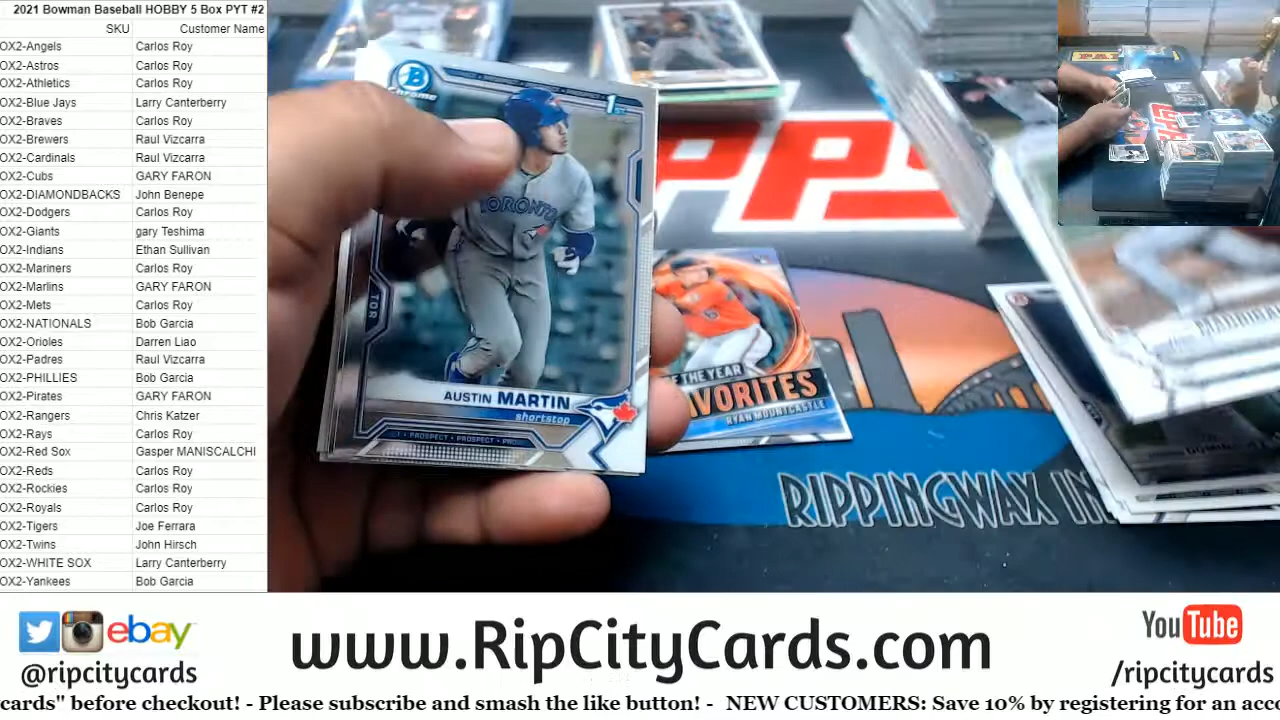 2021 Bowman Baseball HOBBY 5 Box PYT #2
SKU Customer Name
OX2-Angels Carlos Roy
OX2-Astros Carlos Roy
OX2-Athletics Carlos Roy
OX2-Blue Jays Larry Canterberry
OX2-Braves Carlos Roy
OX2-Brewers Raul Vizcarra
OX2-Cardinals Raul Vizcarra
OX2-Cubs GARY FARON
OX2-DIAMONDBACKS John Benepe
OX2-Dodgers Carlos Roy
OX2-Giants gary Teshima
OX2-Indians Ethan Sullivan
OX2-Mariners Carlos Roy
OX2-Marlins GARY FARON
OX2-Mets Carlos Roy
OX2-NATIONALS Bob Garcia
OX2-Orioles Darren Liao
OX2-Padres Raul Vizcarra
OX2-PHILLIES Bob Garcia
OX2-Pirates GARY FARON
OX2-Rangers Chris Katzer
OX2-Rays Carlos Roy
OX2-Red Sox Gasper MANISCALCHI
OX2-Reds Carlos Roy
OX2-Rockies Carlos Roy
OX2-Royals Carlos Roy
OX2-Tigers Joe Ferrara
OX2-Twins John Hirsch
OX2-WHITE SOX Larry Canterberry
OX2-Yankees Bob Garcia
B
Chrome
1st
TORONTO
TOR
AUSTIN MARTIN
shortstop
PROSPECT • PROSPECT
OPPS
OF THE YEAR
FAVORITES
RYAN MOUNTCASTLE
RIPPINGWAX IN
ebay
@ripcitycards
www.RipCityCards.com
YouTube
/ripcitycards
cards" before checkout! - Please subscribe and smash the like button! - NEW CUSTOMERS: Save 10% by registering for an acc